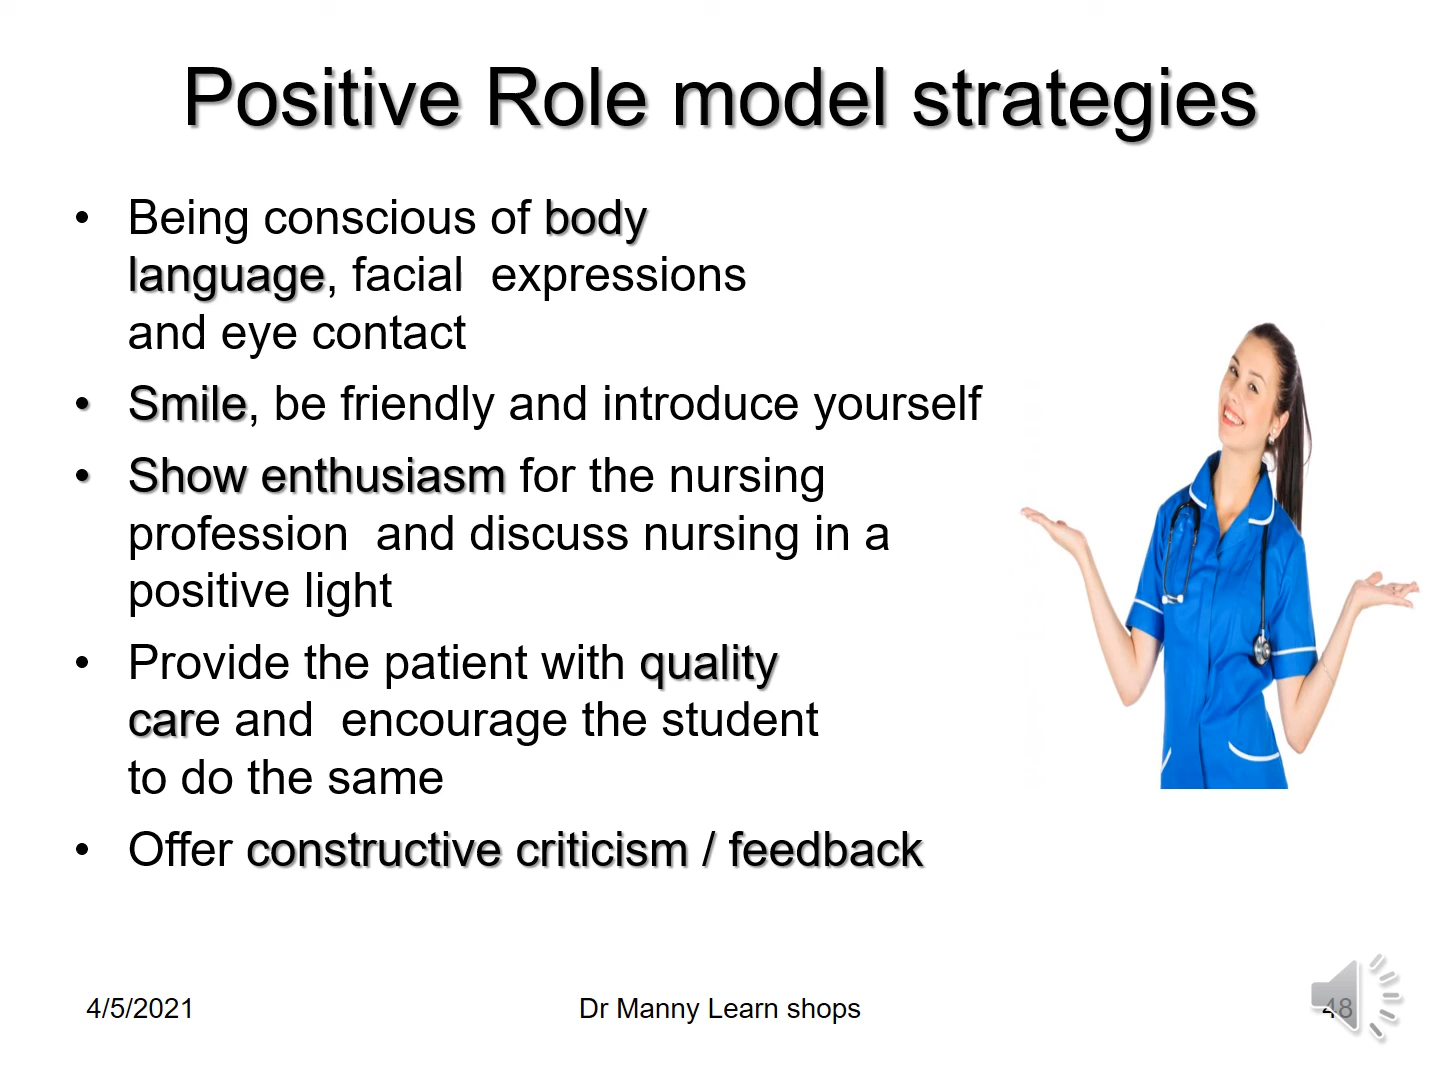 Positive Role model strategies
• Being conscious of body
language, facial  expressions
and eye contact
• Smile, be friendly and introduce yourself
• Show enthusiasm for the nursing
profession  and discuss nursing in a
positive light
• Provide the patient with quality
care and  encourage the student
to do the same
• Offer constructive criticism / feedback
4/5/2021
Dr Manny Learn shops
48